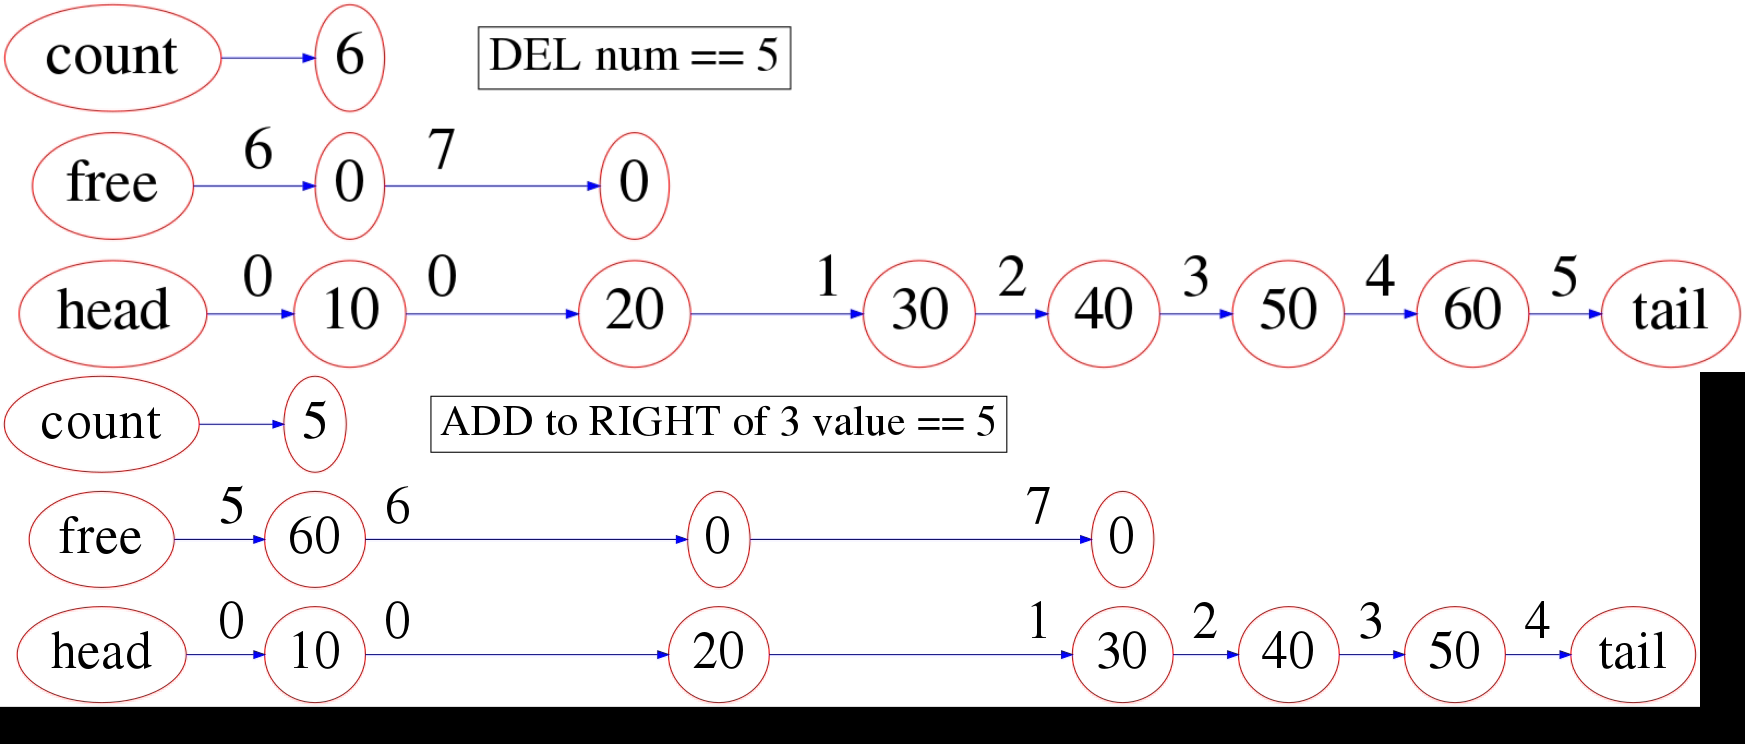 count 6 DEL num == 5
6 7
free 0 0
0 0 1 2 3 4 5
head 10 20 30 40 50 60 tail
count 5 ADD to RIGHT of 3 value == 5
5 6 7
free 60 0 0
0 0 1 2 3 4
head 10 20 30 40 50 tail